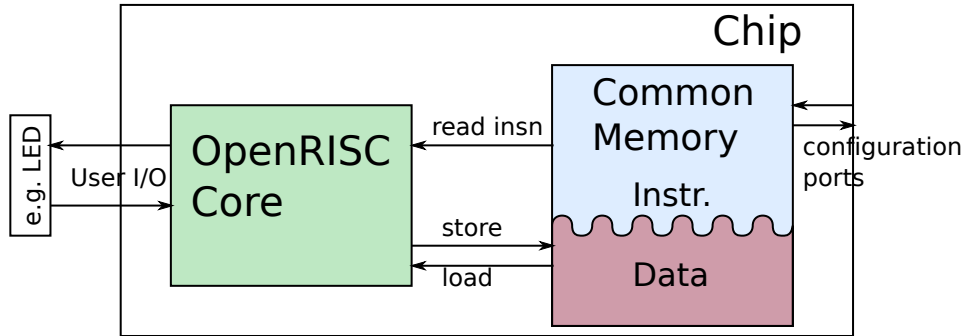 Chip
Common
Memory
Instr.
Data
read insn
store
load
OpenRISC
Core
User I/O
e.g. LED
configuration
ports